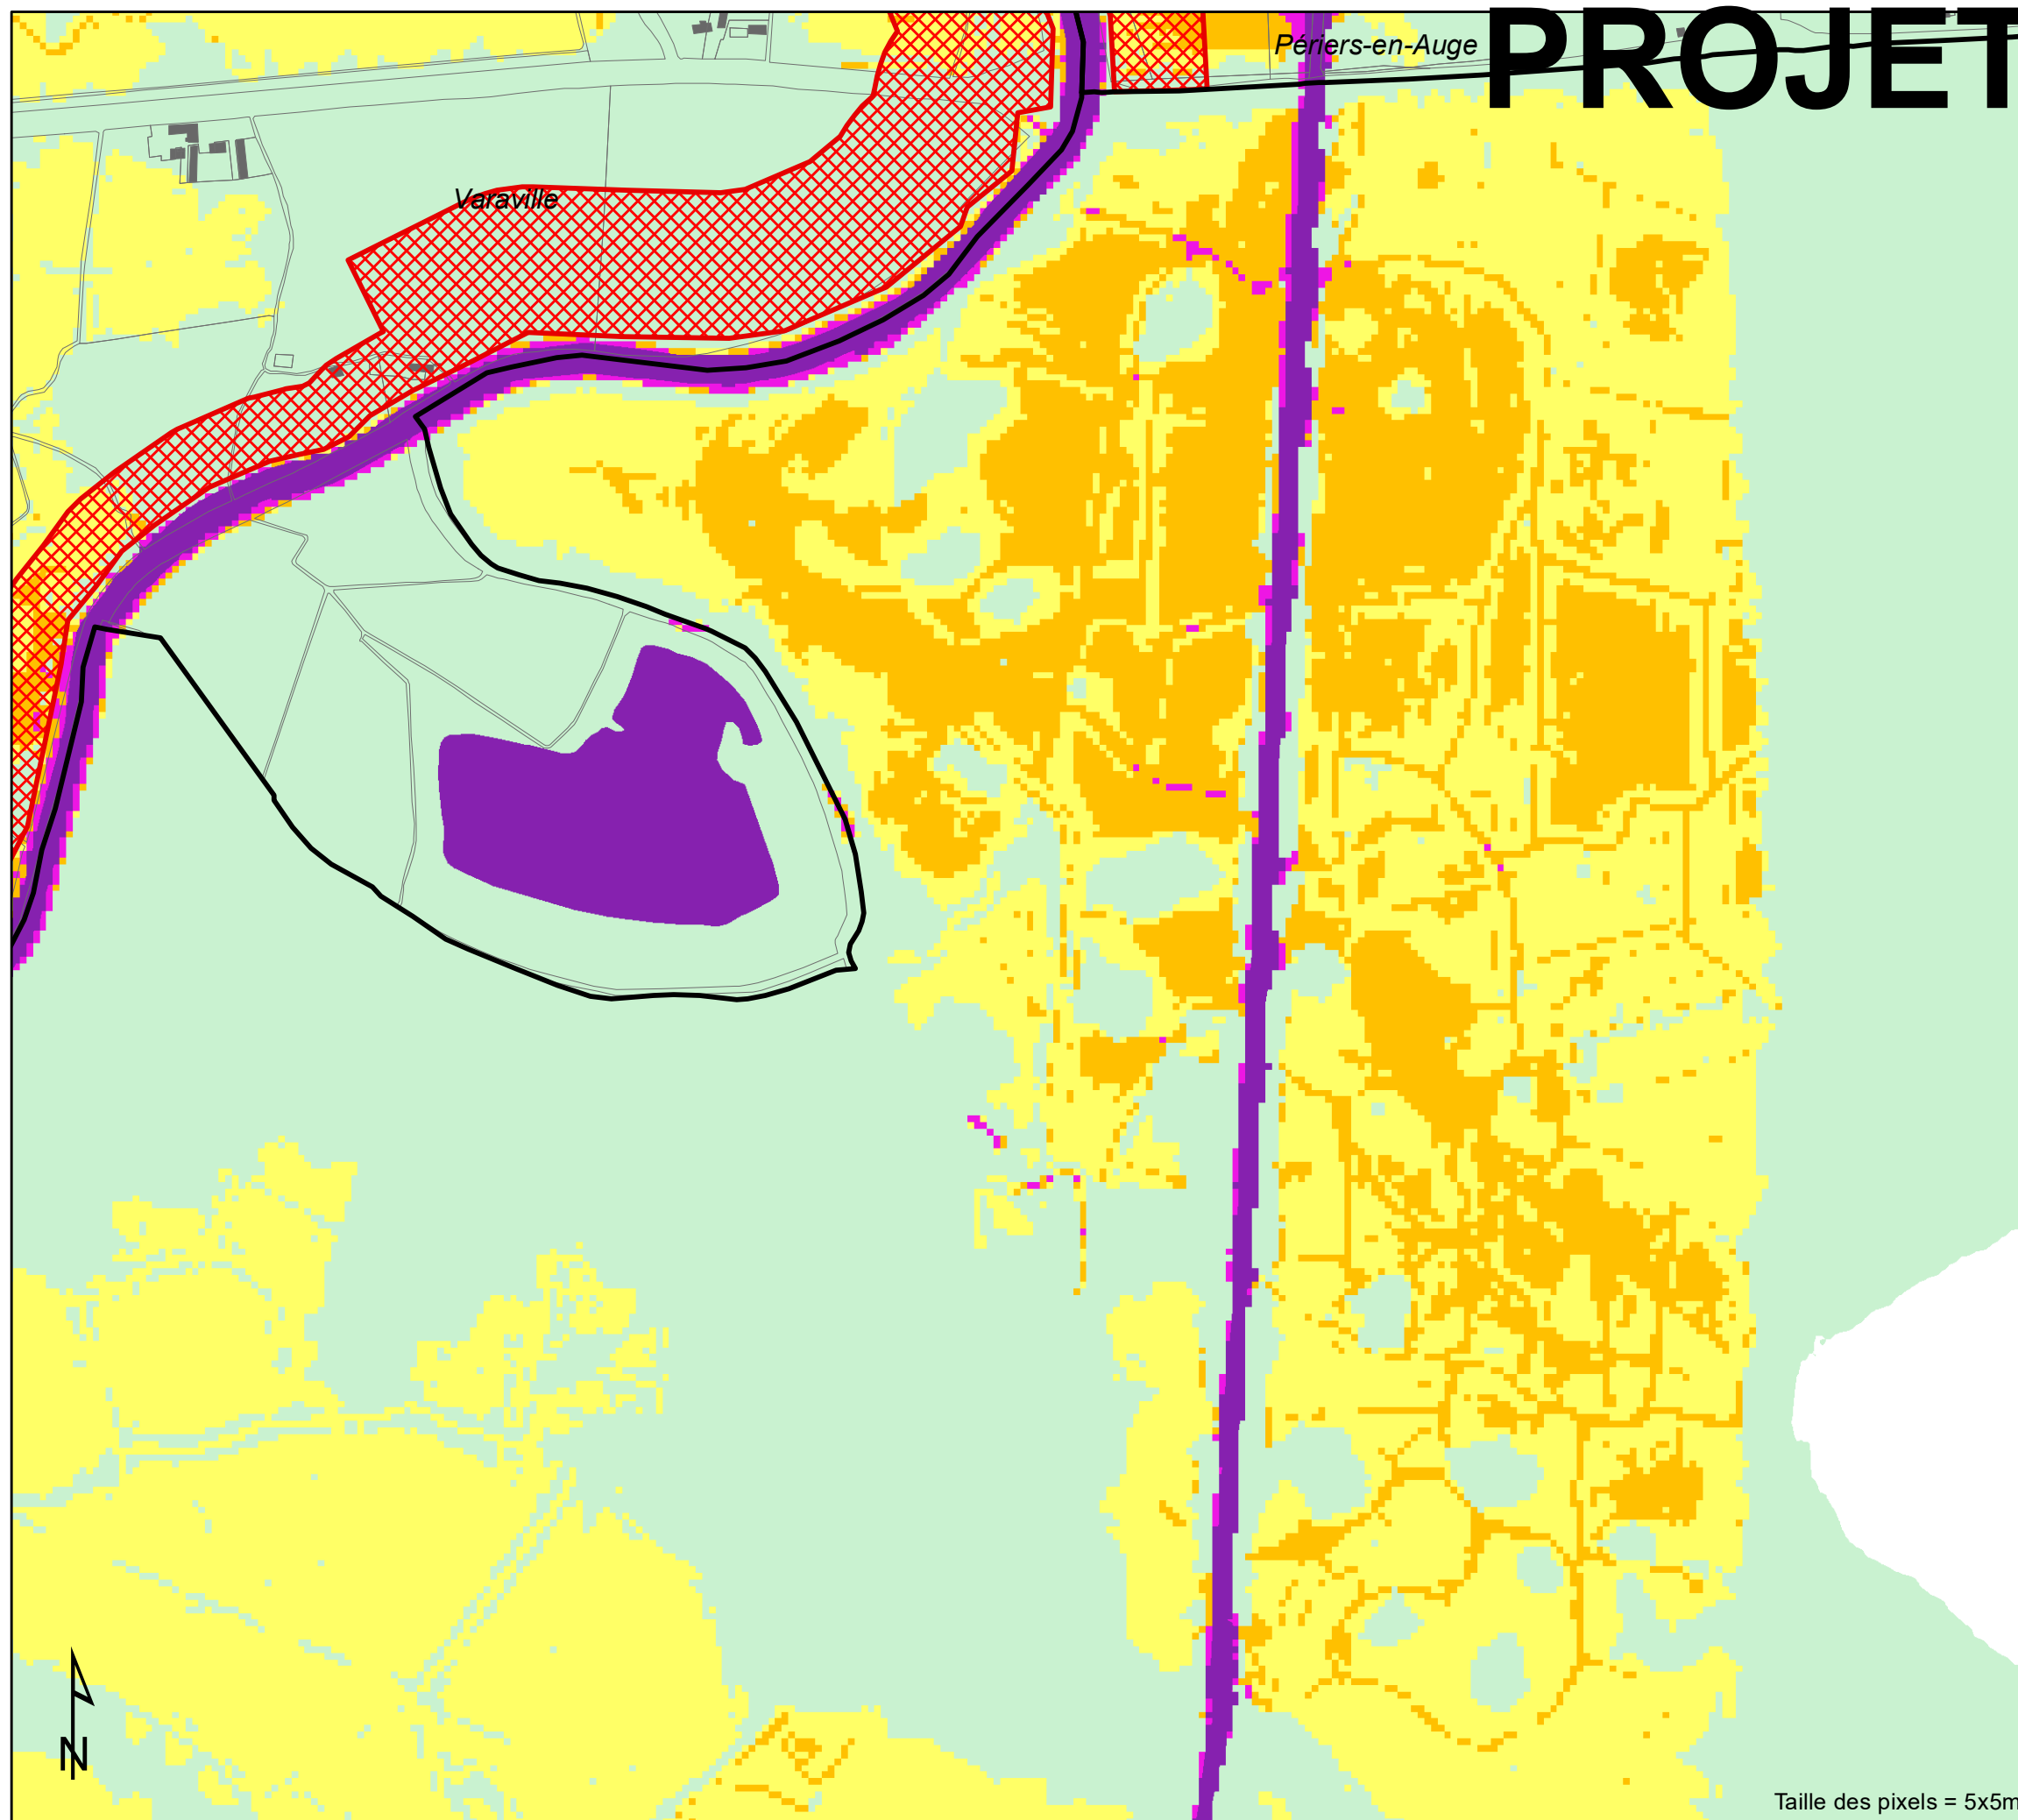 PROJET
Périers-en-Auge
Varaville
N
Taille des pixels = 5x5m